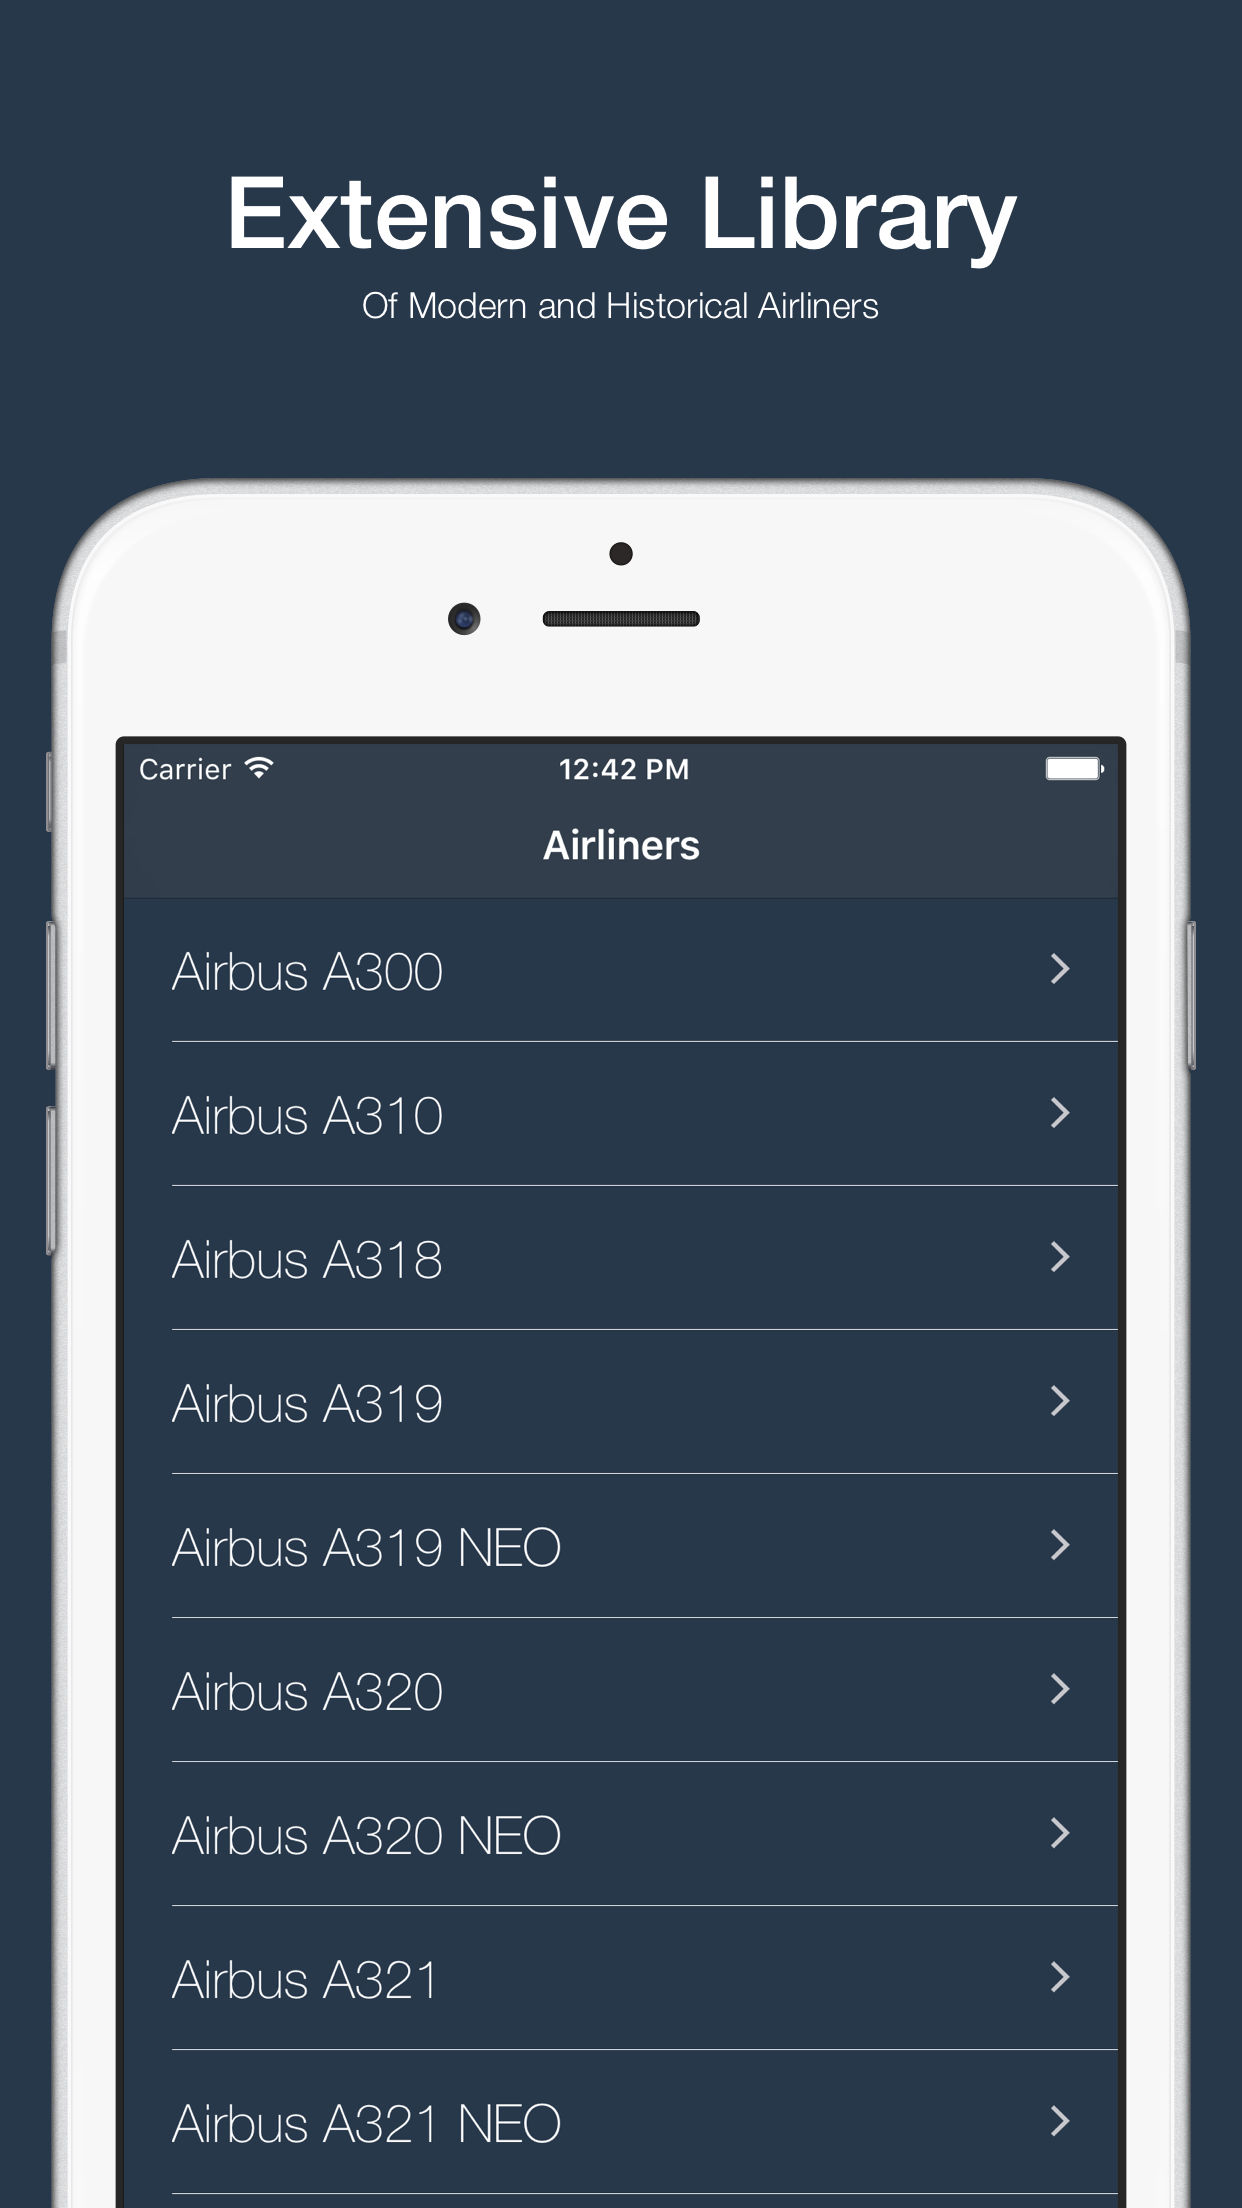 Extensive Library
Of Modern and Historical Airliners
Carrier 12:42 PM
Airliners
Airbus A300
Airbus A310
Airbus A318
Airbus A319
Airbus A319 NEO
Airbus A320
Airbus A320 NEO
Airbus A321
Airbus A321 NEO